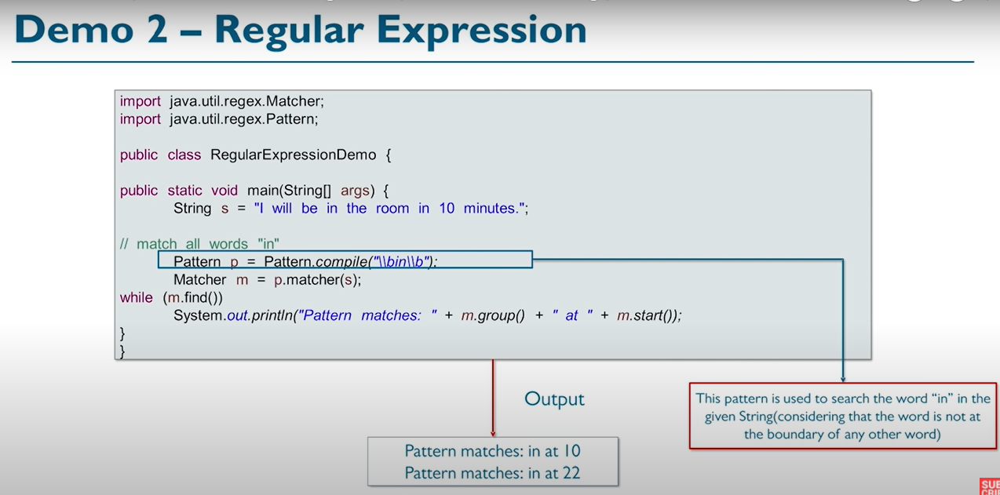 Demo 2 – Regular Expression
import java.util.regex.Matcher;
import java.util.regex.Pattern;
public class RegularExpressionDemo {
public static void main(String[] args) {
String s = "I will be in the room in 10 minutes.";
// match all words "in"
Pattern p = Pattern.compile("\\bin\\b");
Matcher m = p.matcher(s);
while (m.find())
System.out.println("Pattern matches: " + m.group() + " at " + m.start());
}
}
Output
This pattern is used to search the word “in” in the
given String(considering that the word is not at
the boundary of any other word)
Pattern matches: in at 10
Pattern matches: in at 22